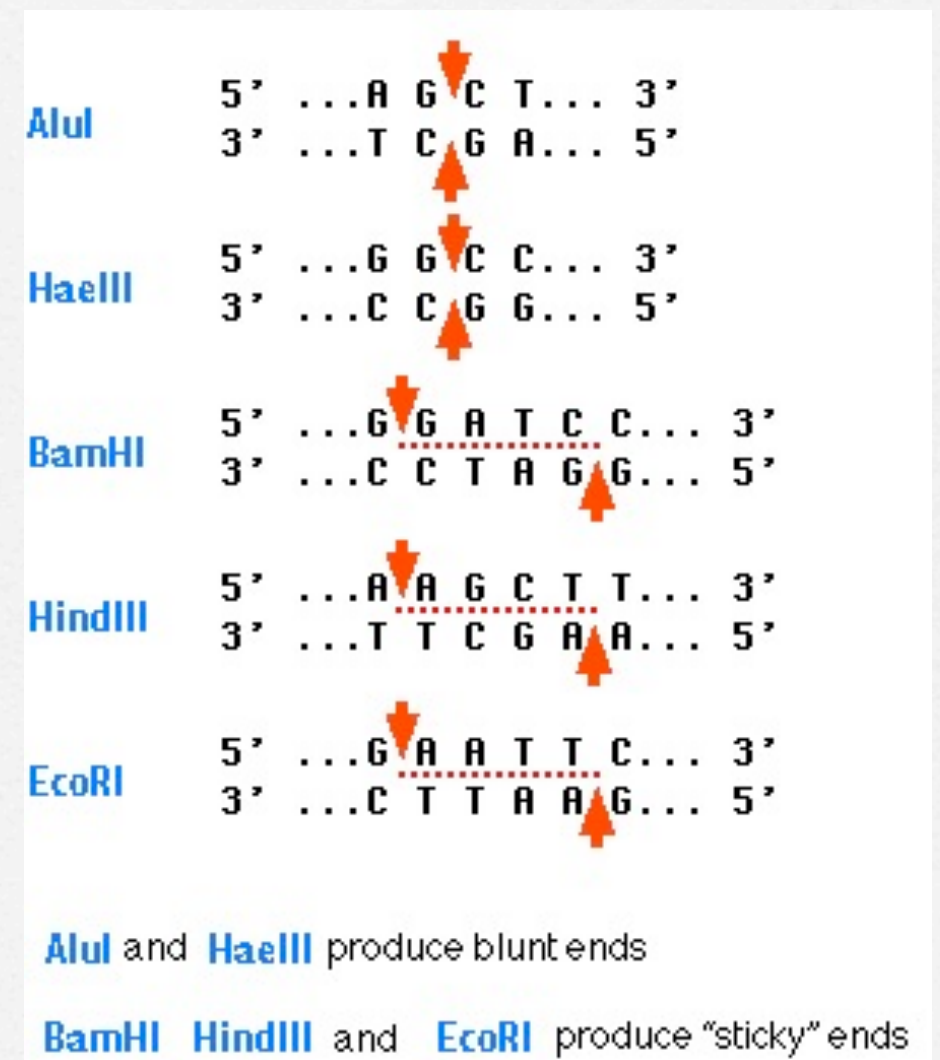 5’ ...A G C T... 3’
AluI
3’ ...T C G A... 5’
5’ ...G G C C... 3’
HaeIII
3’ ...C C G G... 5’
5’ ...G G A T C C... 3’
BamHI
3’ ...C C T A G G... 5’
5’ ...A A G C T T... 3’
HindIII
3’ ...T T C G A A... 5’
5’ ...G A A T T C... 3’
EcoRI
3’ ...C T T A A G... 5’
AluI and HaeIII produce blunt ends
BamHI HindIII and EcoRI produce “sticky” ends